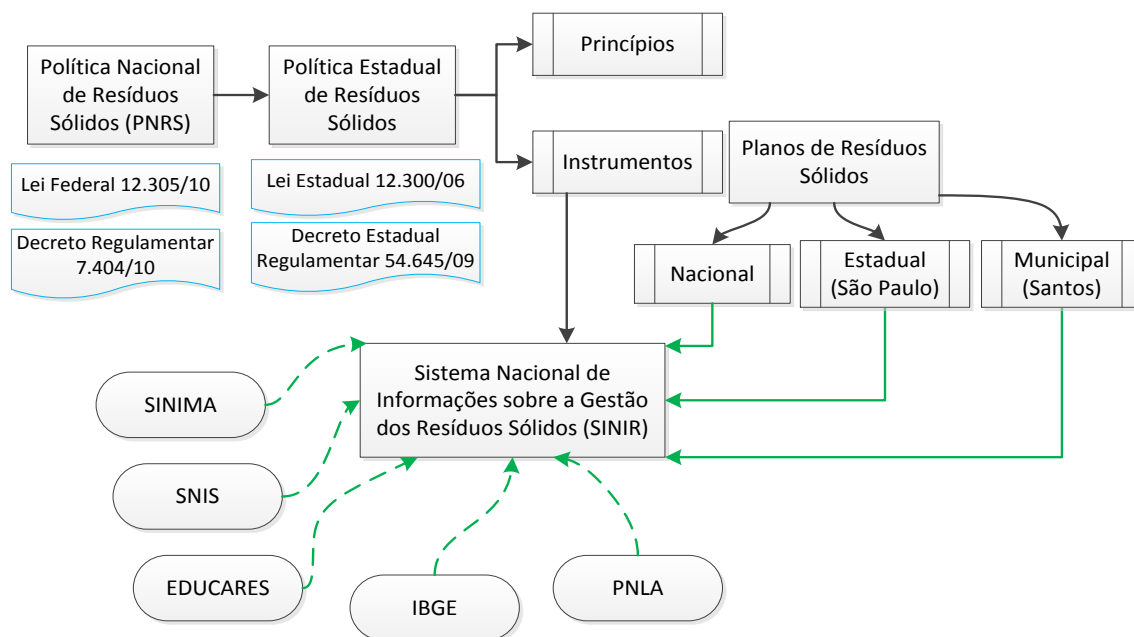 Política Nacional
de Resíduos
Sólidos (PNRS)
Política Estadual
de Resíduos
Sólidos
Princípios
Instrumentos
Planos de Resíduos
Sólidos
Lei Federal 12.305/10
Lei Estadual 12.300/06
Decreto Regulamentar
7.404/10
Decreto Estadual
Regulamentar 54.645/09
Nacional
Estadual
(São Paulo)
Municipal
(Santos)
Sistema Nacional de
Informações sobre a Gestão
dos Resíduos Sólidos (SINIR)
SINIMA
SNIS
EDUCARES
IBGE
PNLA